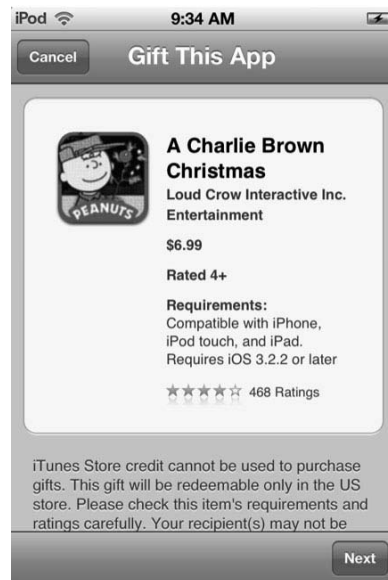 iPod 9:34 AM
Cancel Gift This App
A Charlie Brown
Christmas
Loud Crow Interactive Inc.
Entertainment
$6.99
Rated 4+
Requirements:
Compatible with iPhone,
iPod touch, and iPad.
Requires iOS 3.2.2 or later
468 Ratings
PEANUTS
iTunes Store credit cannot be used to purchase
gifts. This gift will be redeemable only in the US
store. Please check this item's requirements and
ratings carefully. Your recipient(s) may not be
Next